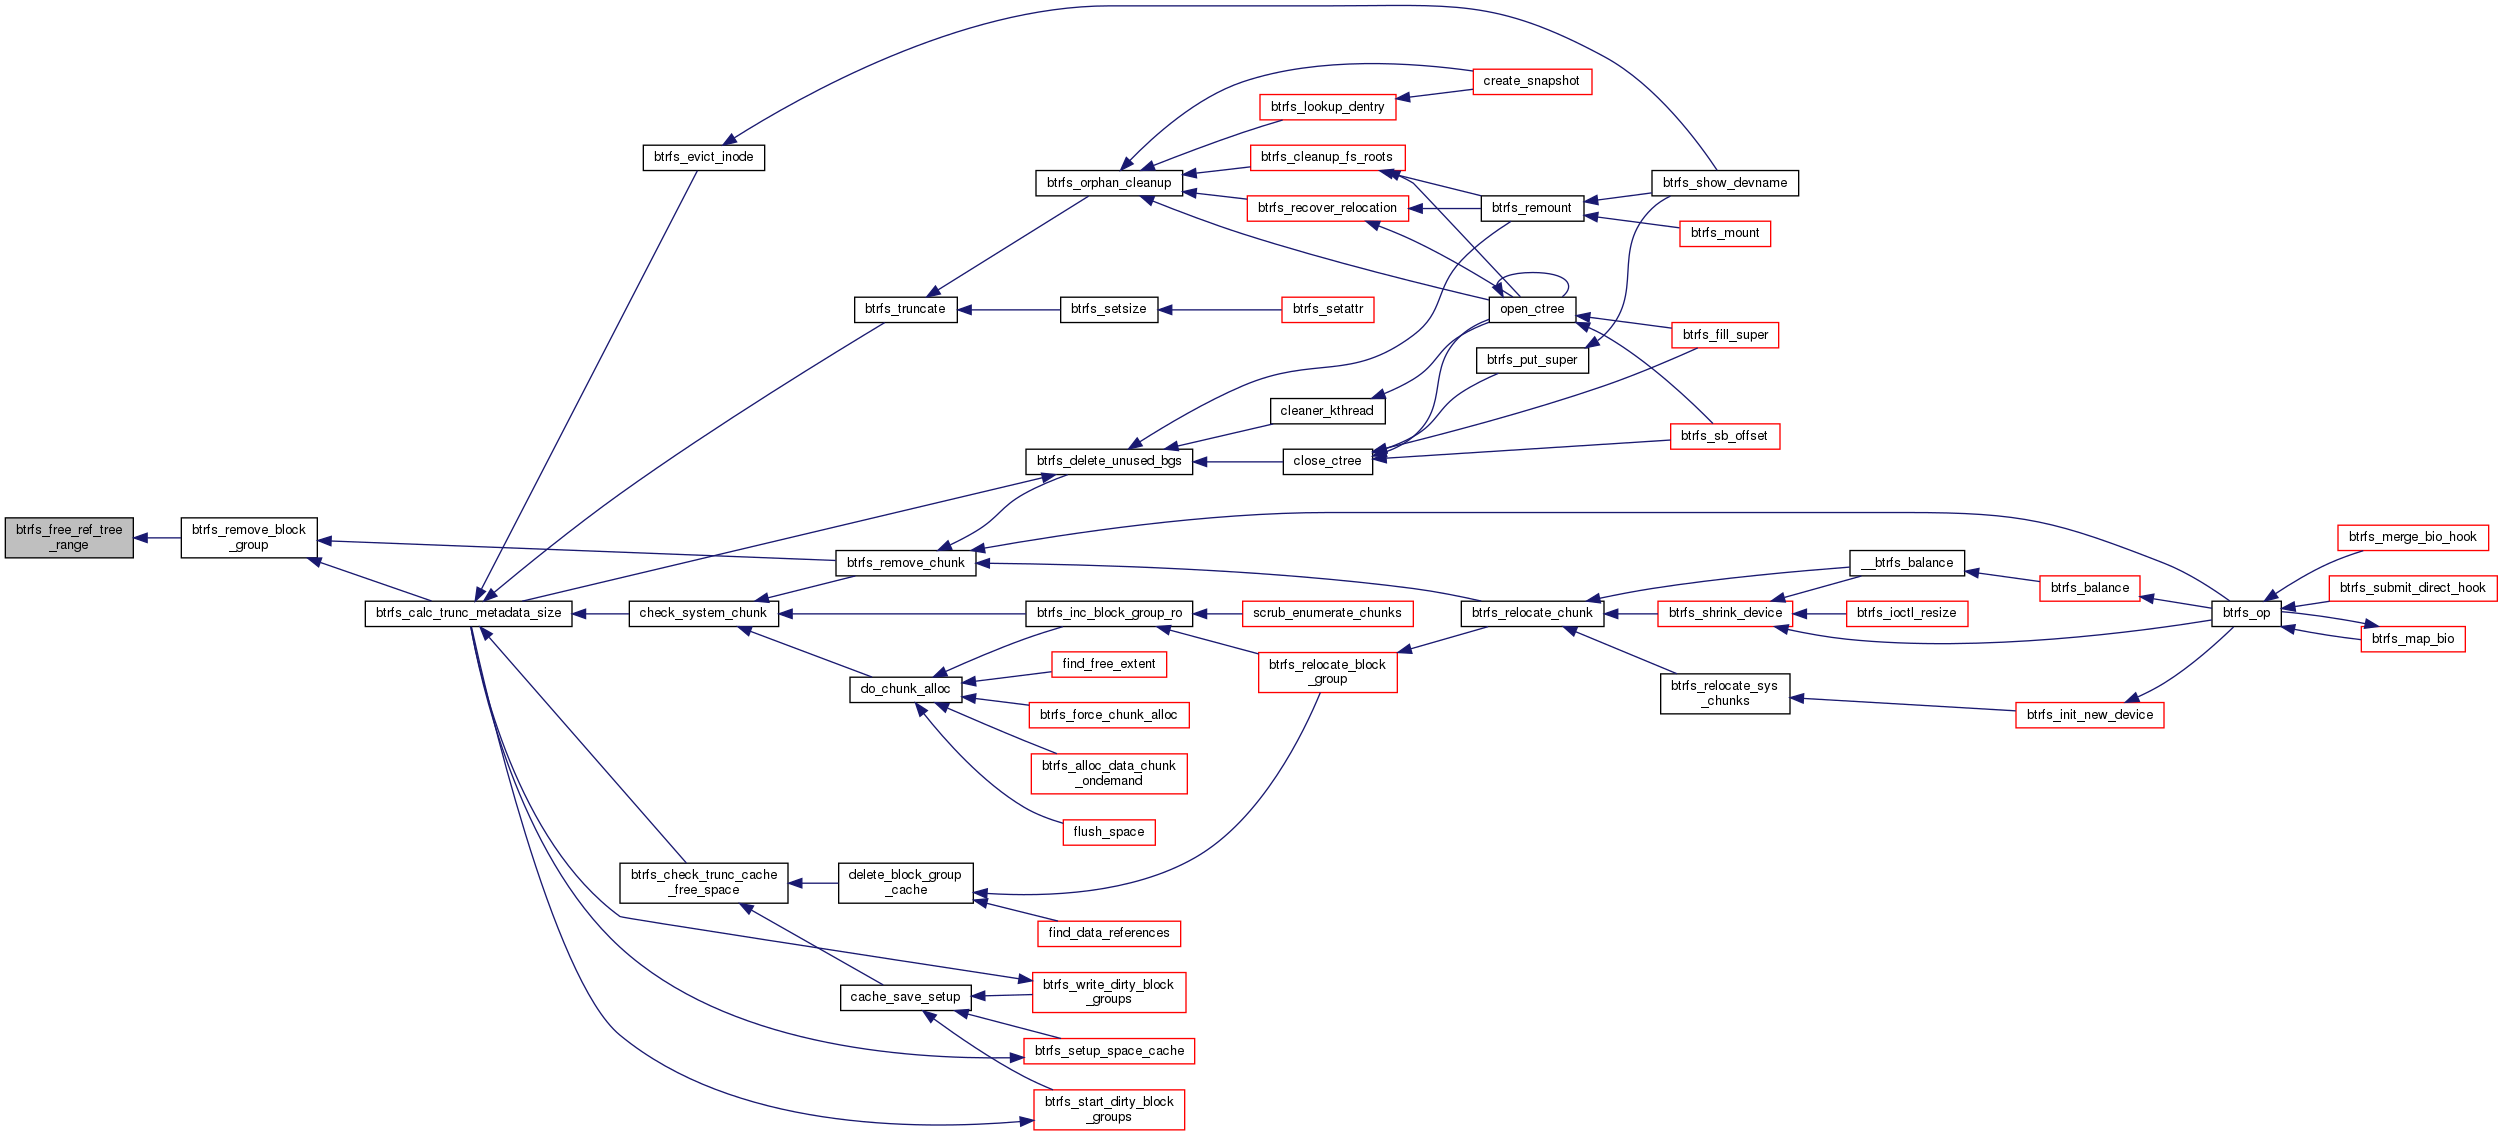 btrfs_free_ref_tree
_range
btrfs_remove_block
_group
btrfs_calc_trunc_metadata_size
btrfs_evict_inode
check_system_chunk
btrfs_check_trunc_cache
_free_space
btrfs_truncate
btrfs_remove_chunk
do_chunk_alloc
delete_block_group
_cache
cache_save_setup
btrfs_orphan_cleanup
btrfs_setsize
btrfs_delete_unused_bgs
btrfs_inc_block_group_ro
find_free_extent
btrfs_force_chunk_alloc
btrfs_alloc_data_chunk
_ondemand
flush_space
find_data_references
btrfs_write_dirty_block
_groups
btrfs_setup_space_cache
btrfs_start_dirty_block
_groups
btrfs_lookup_dentry
btrfs_cleanup_fs_roots
btrfs_recover_relocation
btrfs_setattr
cleaner_kthread
close_ctree
scrub_enumerate_chunks
btrfs_relocate_block
_group
create_snapshot
btrfs_remount
open_ctree
btrfs_put_super
btrfs_relocate_chunk
btrfs_show_devname
btrfs_mount
btrfs_fill_super
btrfs_sb_offset
btrfs_shrink_device
btrfs_relocate_sys
_chunks
__btrfs_balance
btrfs_ioctl_resize
btrfs_balance
btrfs_init_new_device
btrfs_op
btrfs_merge_bio_hook
btrfs_submit_direct_hook
btrfs_map_bio